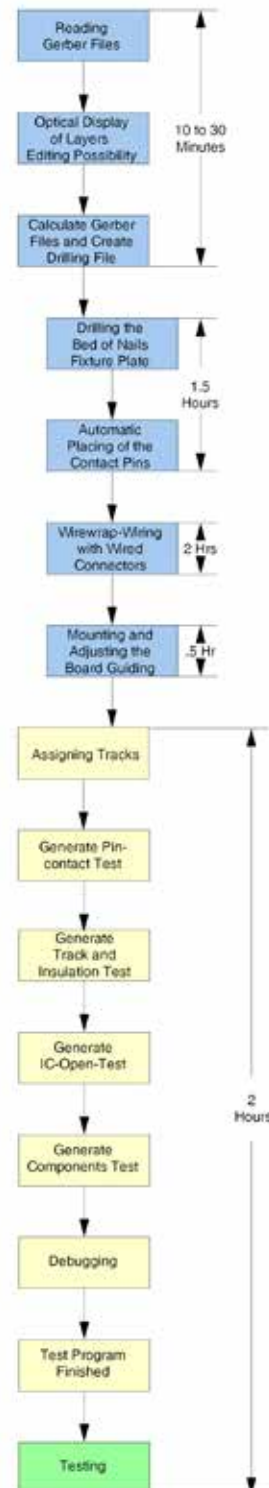 Reading
Gerber Files
Optical Display
of Layers
Editing Possibility
10 to 30
Minutes
Calculate Gerber
Files and Create
Drilling File
Drilling the
Bed of Nails
Fixture Plate
1.5
Hours
Automatic
Placing of the
Contact Pins
Wirewrap-Wiring
with Wired
Connectors
2 Hrs
Mounting and
Adjusting the
Board Guiding
.5 Hr
Assigning Tracks
Generate Pin-
contact Test
Generate
Track and
Insulation Test
Generate
IC-Open-Test
2
Hours
Generate
Components Test
Debugging
Test Program
Finished
Testing